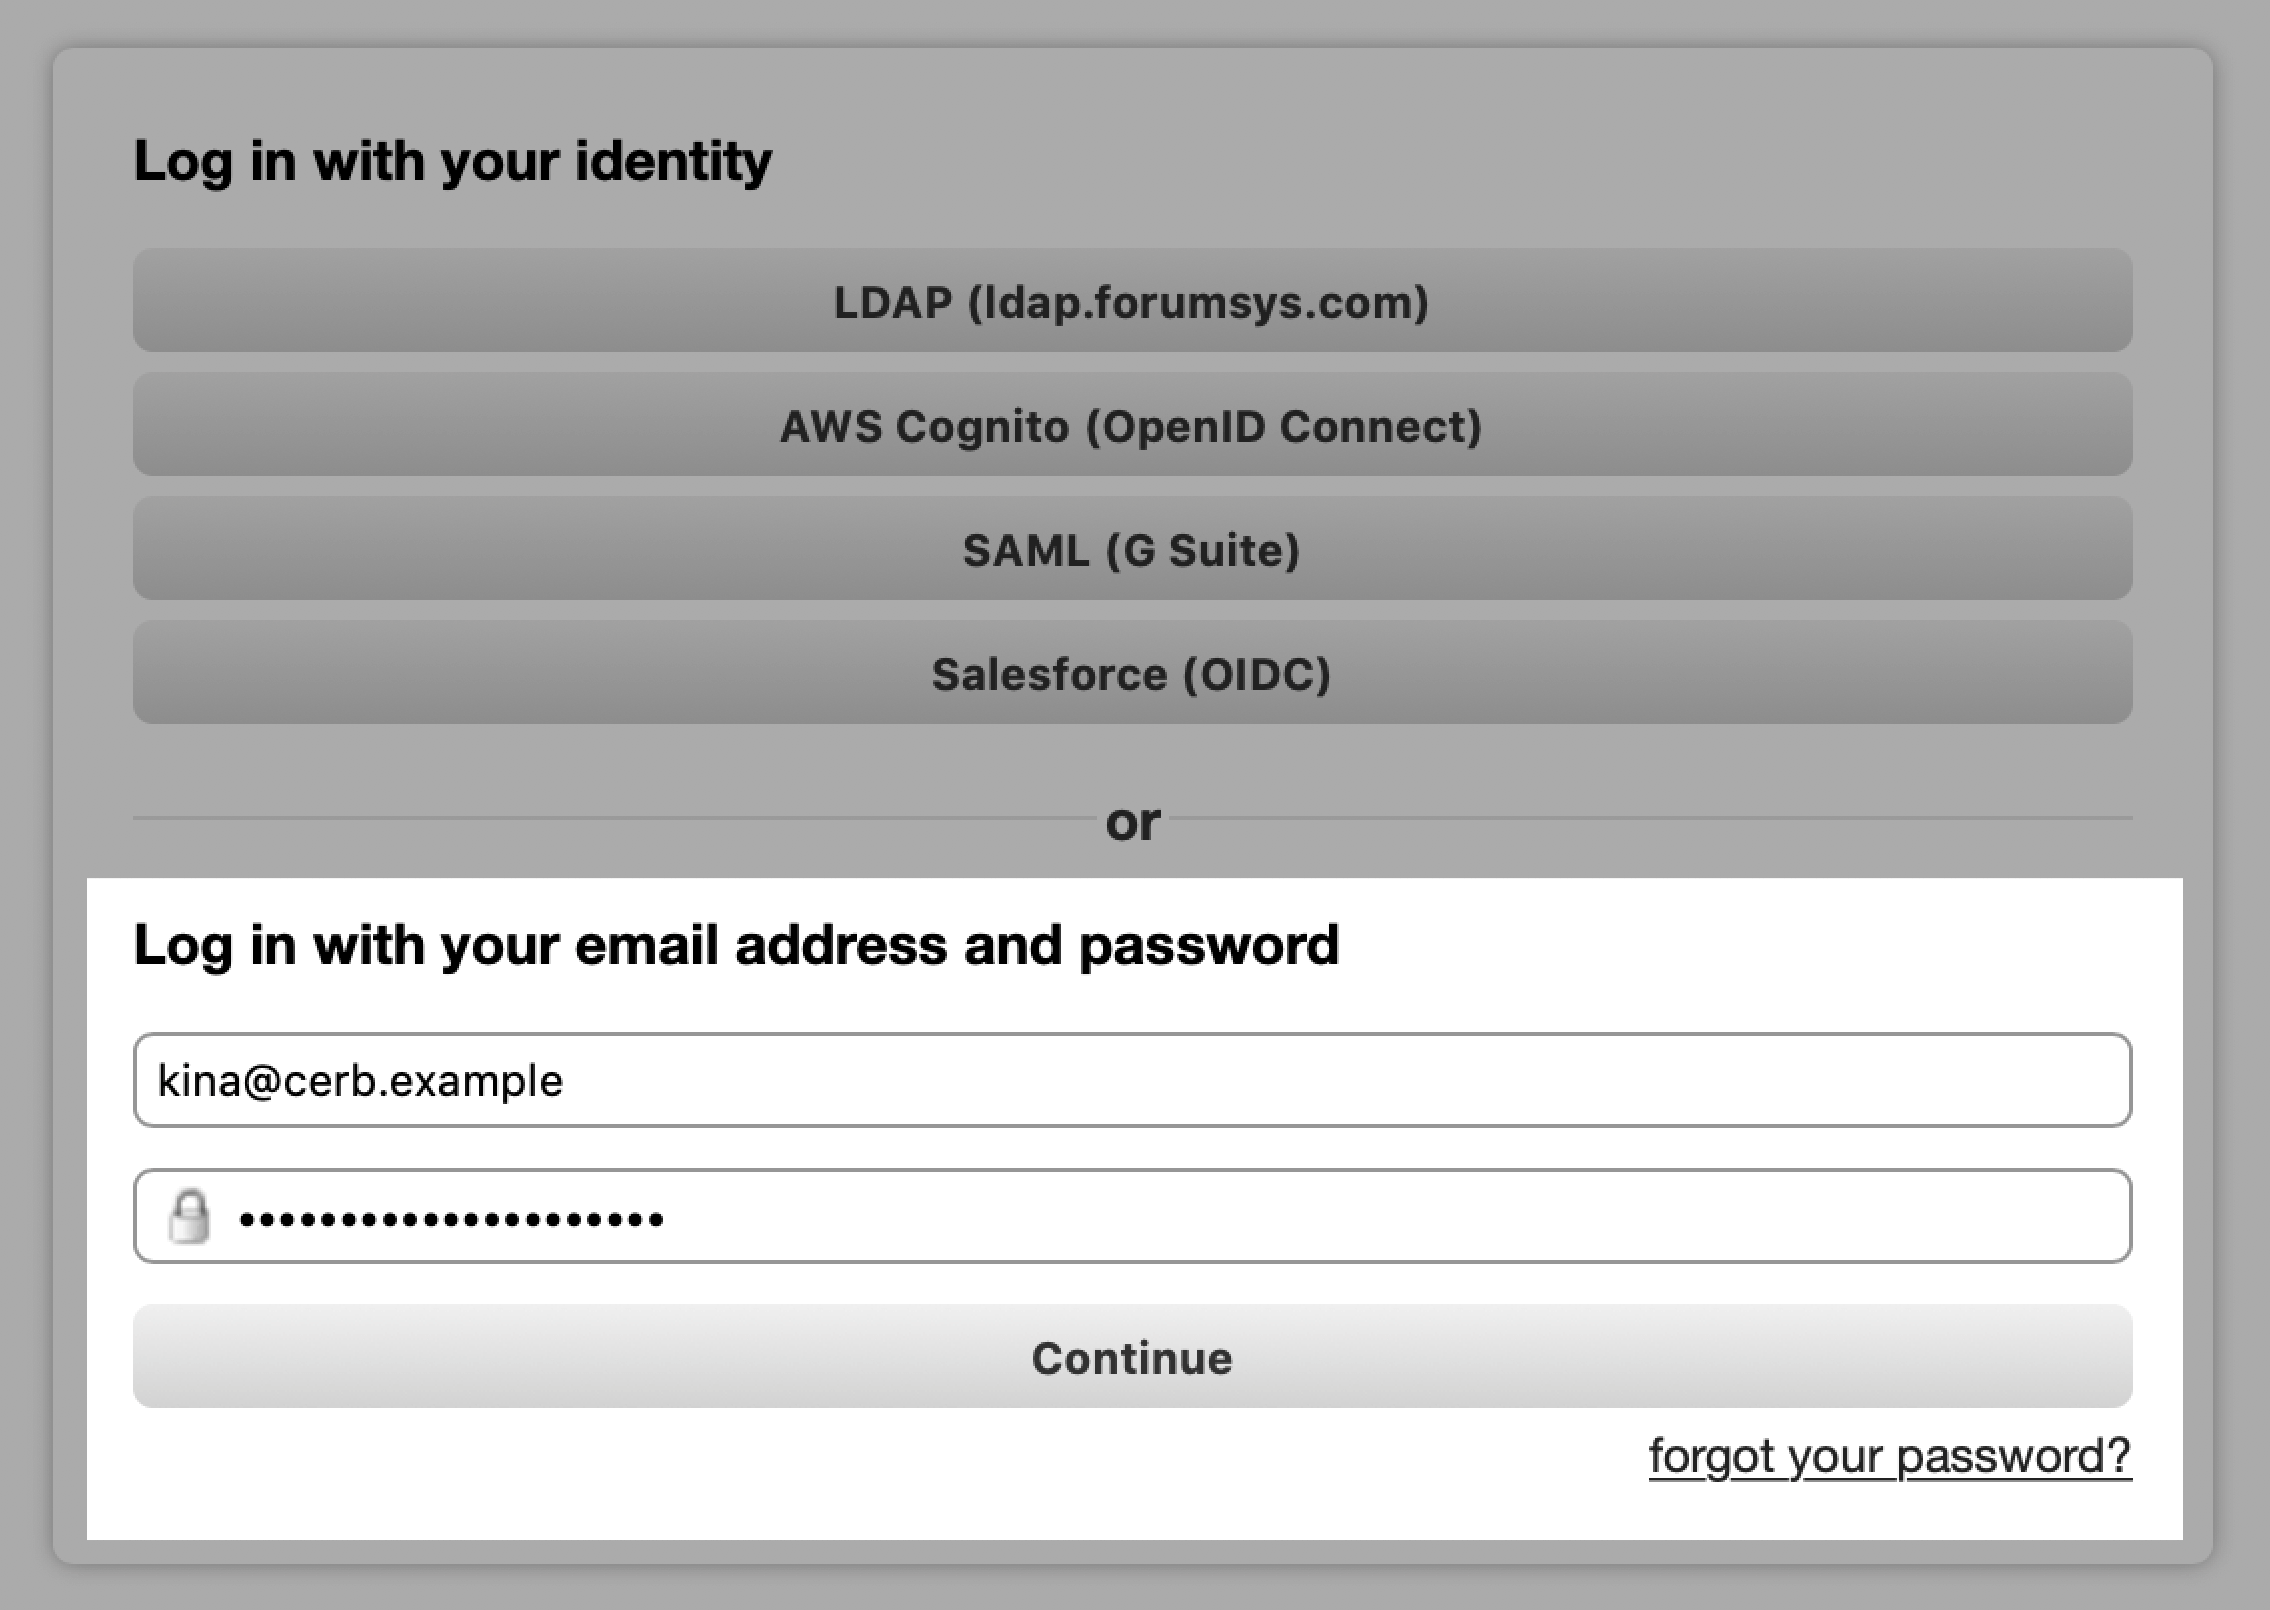 Log in with your identity
LDAP (ldap.forumsys.com)
AWS Cognito (OpenID Connect)
SAML (G Suite)
Salesforce (OIDC)
or
Log in with your email address and password
kina@cerb.example
•••••••••••••••••••••
Continue
forgot your password?